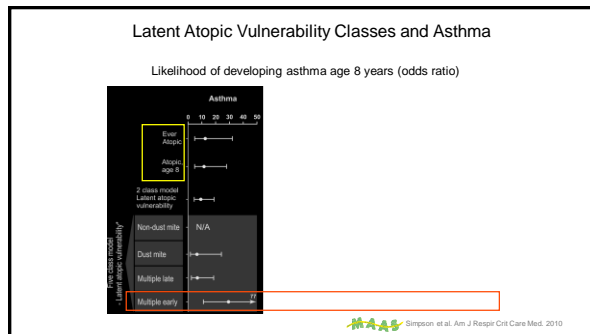 Latent Atopic Vulnerability Classes and Asthma
Likelihood of developing asthma age 8 years (odds ratio)
Asthma
0 10 20 30 40 50
Ever
Atopic
Atopic,
age 8
2 class model
Latent atopic
vulnerability
Five class model
- Latent atopic vulnerability*
Non-dust mite
N/A
Dust mite
Multiple late
Multiple early
77
MAAS
Simpson et al. Am J Respir Crit Care Med. 2010